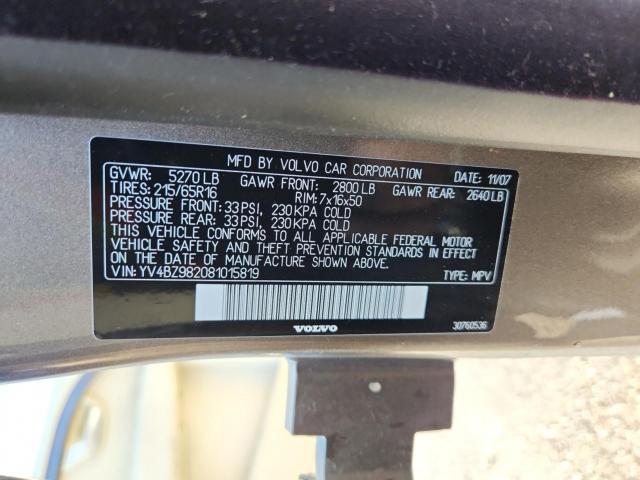 MFD BY VOLVO CAR CORPORATION DATE: 11/07
GVWR: 5270 LB GAWR FRONT: 2800 LB GAWR REAR: 2640 LB
TIRES: 215/65R16 RIM: 7x16x50
PRESSURE FRONT: 33 PSI, 230 KPA COLD
PRESSURE REAR: 33 PSI, 230 KPA COLD
THIS VEHICLE CONFORMS TO ALL APPLICABLE FEDERAL MOTOR
VEHICLE SAFETY AND THEFT PREVENTION STANDARDS IN EFFECT
ON THE DATE OF MANUFACTURE SHOWN ABOVE.
VIN: YV4BZ982081015819 TYPE: MPV
VOLVO 30760536